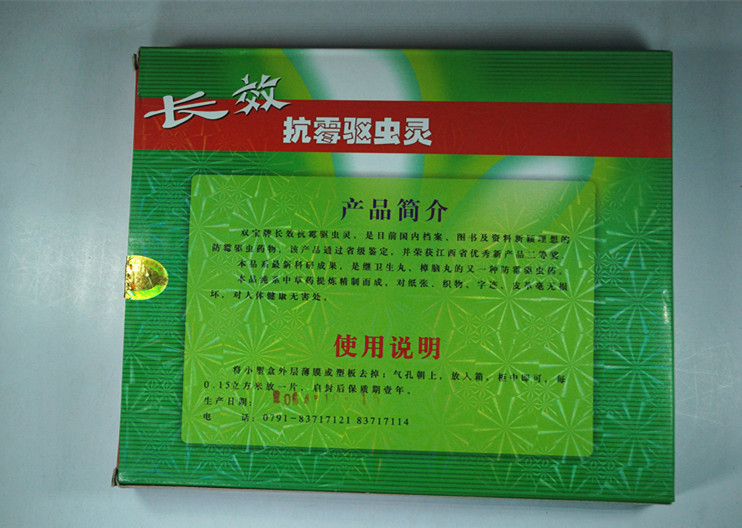 长效
抗霉驱虫灵
产品简介
双宝牌长效抗霉驱虫灵，是目前国内档案、图书及资料新颖理想的
防霉驱虫药物。该产品通过省级鉴定，并荣获江西省优秀新产品二等奖。
本品后最新科研成果，是继卫生丸、樟脑丸的又一种防霉驱虫药。
本品纯系中草药提炼精制而成，对纸张、织物、字迹、皮革毫无损
坏，对人体健康无害处。
使用说明
将小塑盒外层薄膜或塑板去掉；气孔朝上，放入箱，柜中即可，每
0.15立方米放一片，启封后保质期壹年。
生产日期：
电 话：0791-83717121 83717114